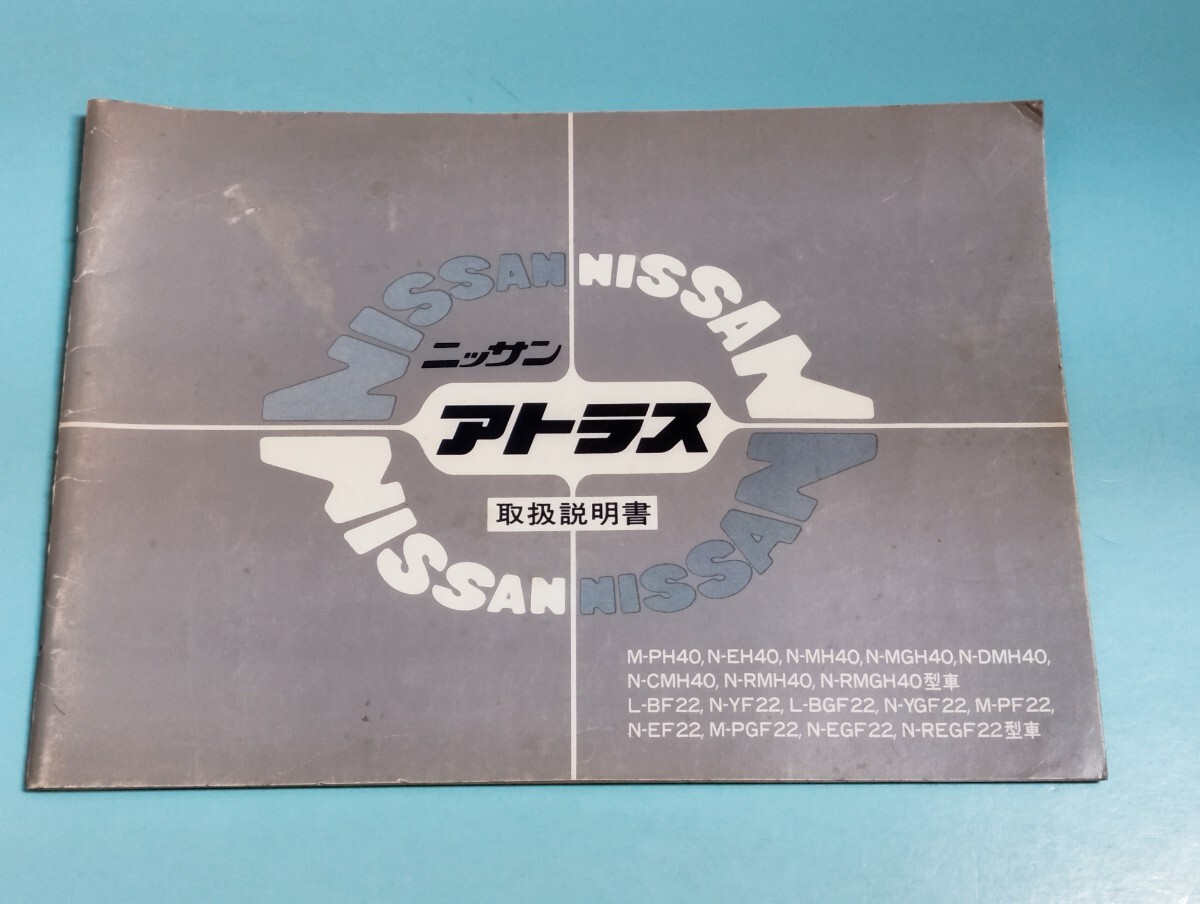 NISSAN NISSAN
ニッサン
アトラス
取扱説明書
NISSAN NISSAN
M-PH40, N-EH40, N-MH40, N-MGH40, N-DMH40,
N-CMH40, N-RMH40, N-RMGH40型車
L-BF22, N-YF22, L-BGF22, N-YGF22, M-PF22,
N-EF22, M-PGF22, N-EGF22, N-REGF22型車